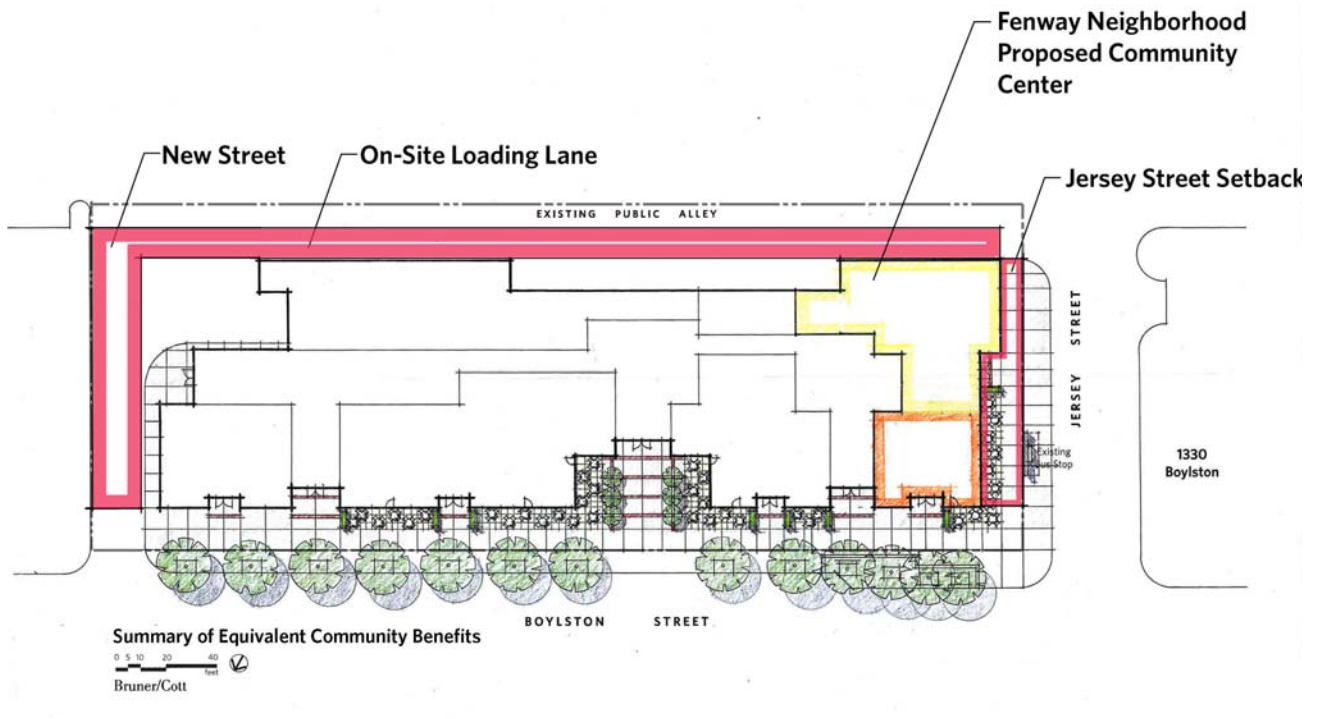 Fenway Neighborhood
Proposed Community
Center
New Street
On-Site Loading Lane
Jersey Street Setback
EXISTING PUBLIC ALLEY
JERSEY STREET
Existing
Bus Stop
1330
Boylston
BOYLSTON STREET
Summary of Equivalent Community Benefits
0 5 10 20 40
feet
Bruner/Cott